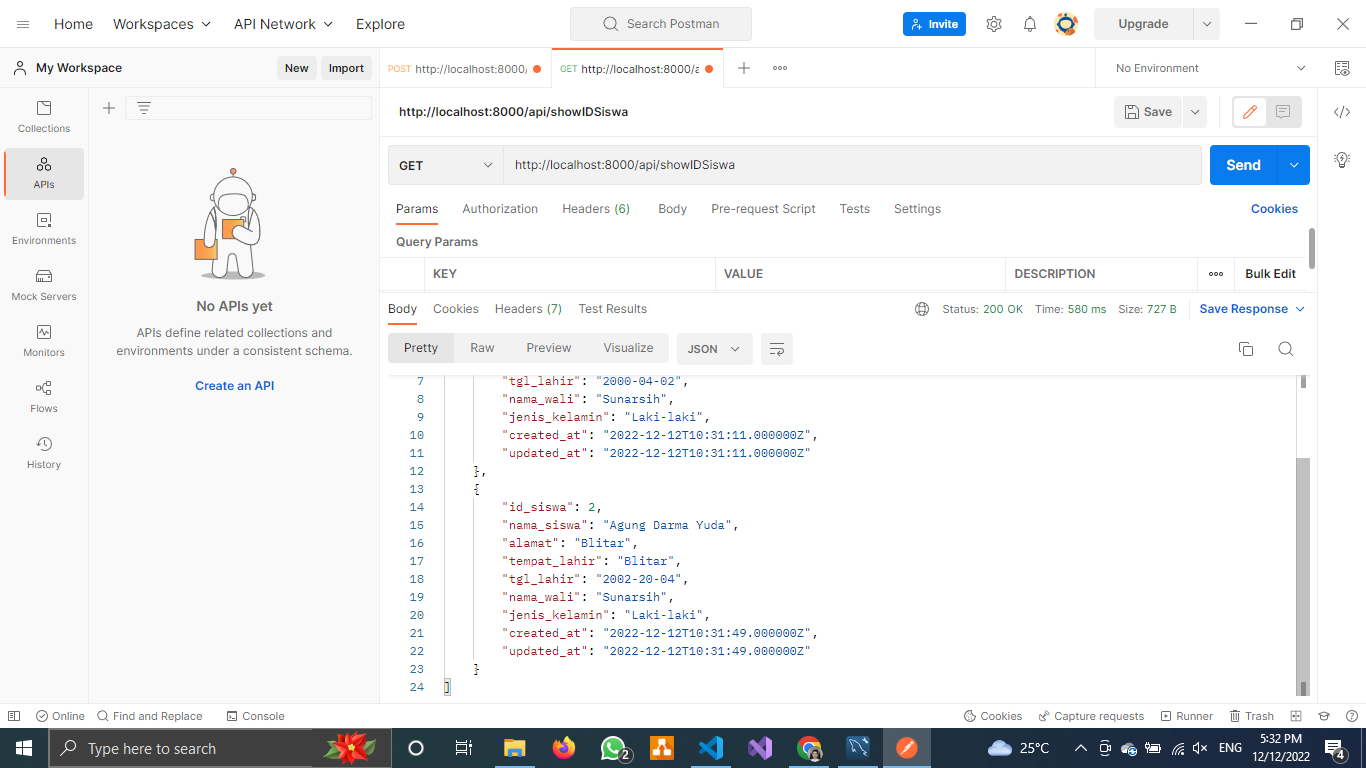 Home Workspaces API Network Explore Search Postman Invite Upgrade
My Workspace New Import POST http://localhost:8000/ GET http://localhost:8000/a No Environment
Collections
APIs
Environments
Mock Servers
Monitors
Flows
History
No APIs yet
APIs define related collections and
environments under a consistent schema.
Create an API
http://localhost:8000/api/showIDSiswa Save
GET http://localhost:8000/api/showIDSiswa Send
Params Authorization Headers (6) Body Pre-request Script Tests Settings Cookies
Query Params
KEY VALUE DESCRIPTION Bulk Edit
Body Cookies Headers (7) Test Results Status: 200 OK Time: 580 ms Size: 727 B Save Response
Pretty Raw Preview Visualize JSON
7 "tgl_lahir": "2000-04-02",
8 "nama_wali": "Sunarsih",
9 "jenis_kelamin": "Laki-laki",
10 "created_at": "2022-12-12T10:31:11.000000Z",
11 "updated_at": "2022-12-12T10:31:11.000000Z"
12 },
13 {
14 "id_siswa": 2,
15 "nama_siswa": "Agung Darma Yuda",
16 "alamat": "Blitar",
17 "tempat_lahir": "Blitar",
18 "tgl_lahir": "2002-20-04",
19 "nama_wali": "Sunarsih",
20 "jenis_kelamin": "Laki-laki",
21 "created_at": "2022-12-12T10:31:49.000000Z",
22 "updated_at": "2022-12-12T10:31:49.000000Z"
23 }
24 ]
Online Find and Replace Console Cookies Capture requests Runner Trash
Type here to search 2 25°C ENG 5:32 PM 4
12/12/2022